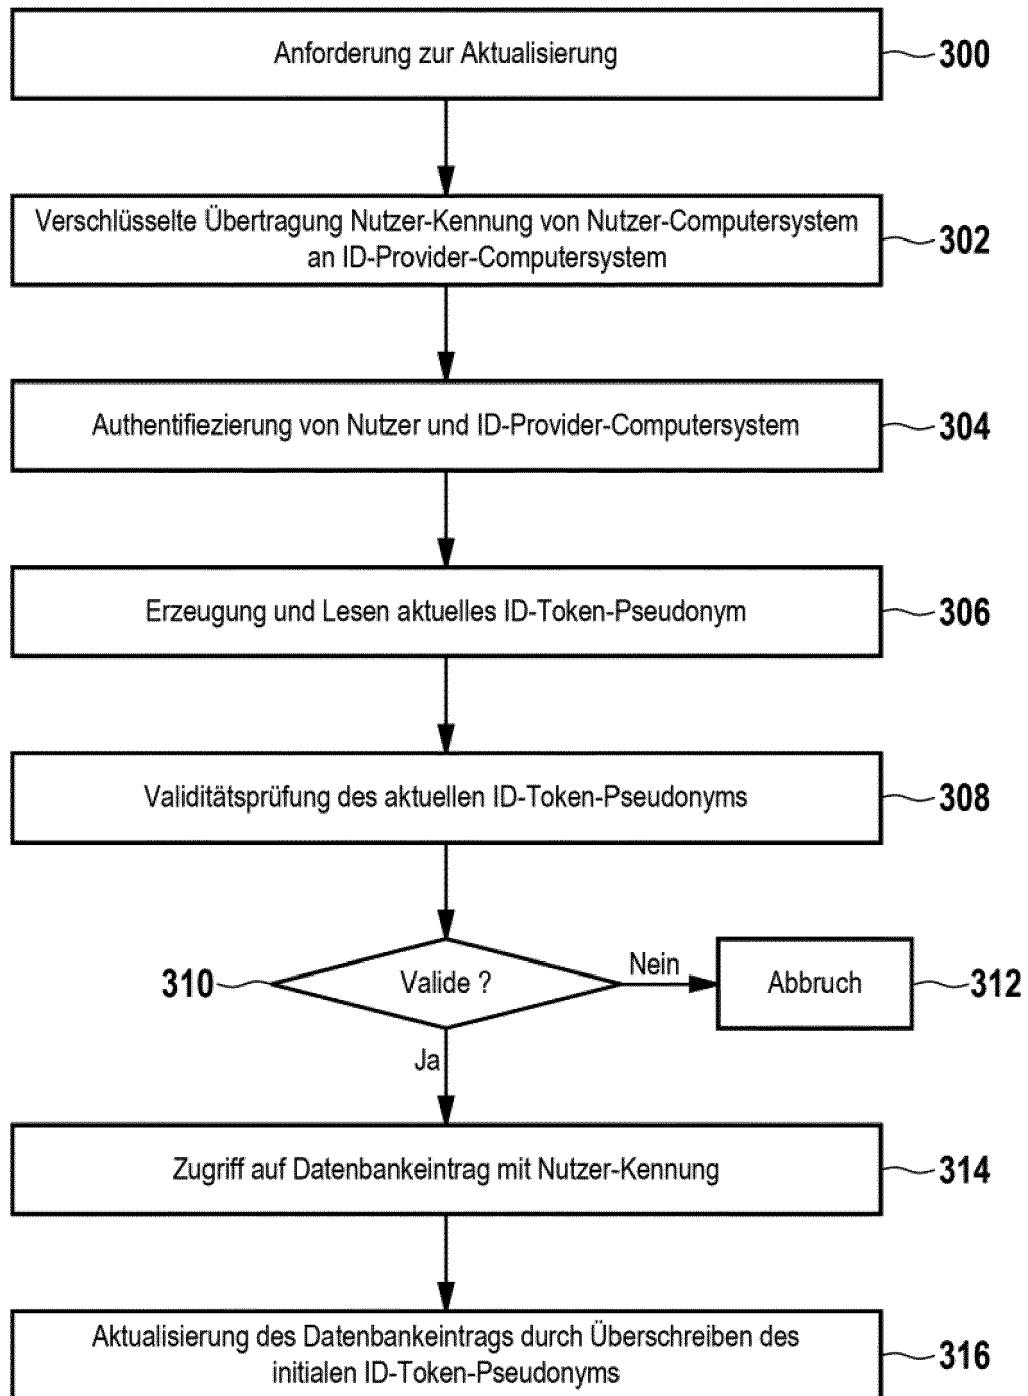 Anforderung zur Aktualisierung
300
Verschlüsselte Übertragung Nutzer-Kennung von Nutzer-Computersystem
an ID-Provider-Computersystem
302
Authentifiezierung von Nutzer und ID-Provider-Computersystem
304
Erzeugung und Lesen aktuelles ID-Token-Pseudonym
306
Validitätsprüfung des aktuellen ID-Token-Pseudonyms
308
310
Valide ?
Nein
Abbruch
312
Ja
Zugriff auf Datenbankeintrag mit Nutzer-Kennung
314
Aktualisierung des Datenbankeintrags durch Überschreiben des
initialen ID-Token-Pseudonyms
316